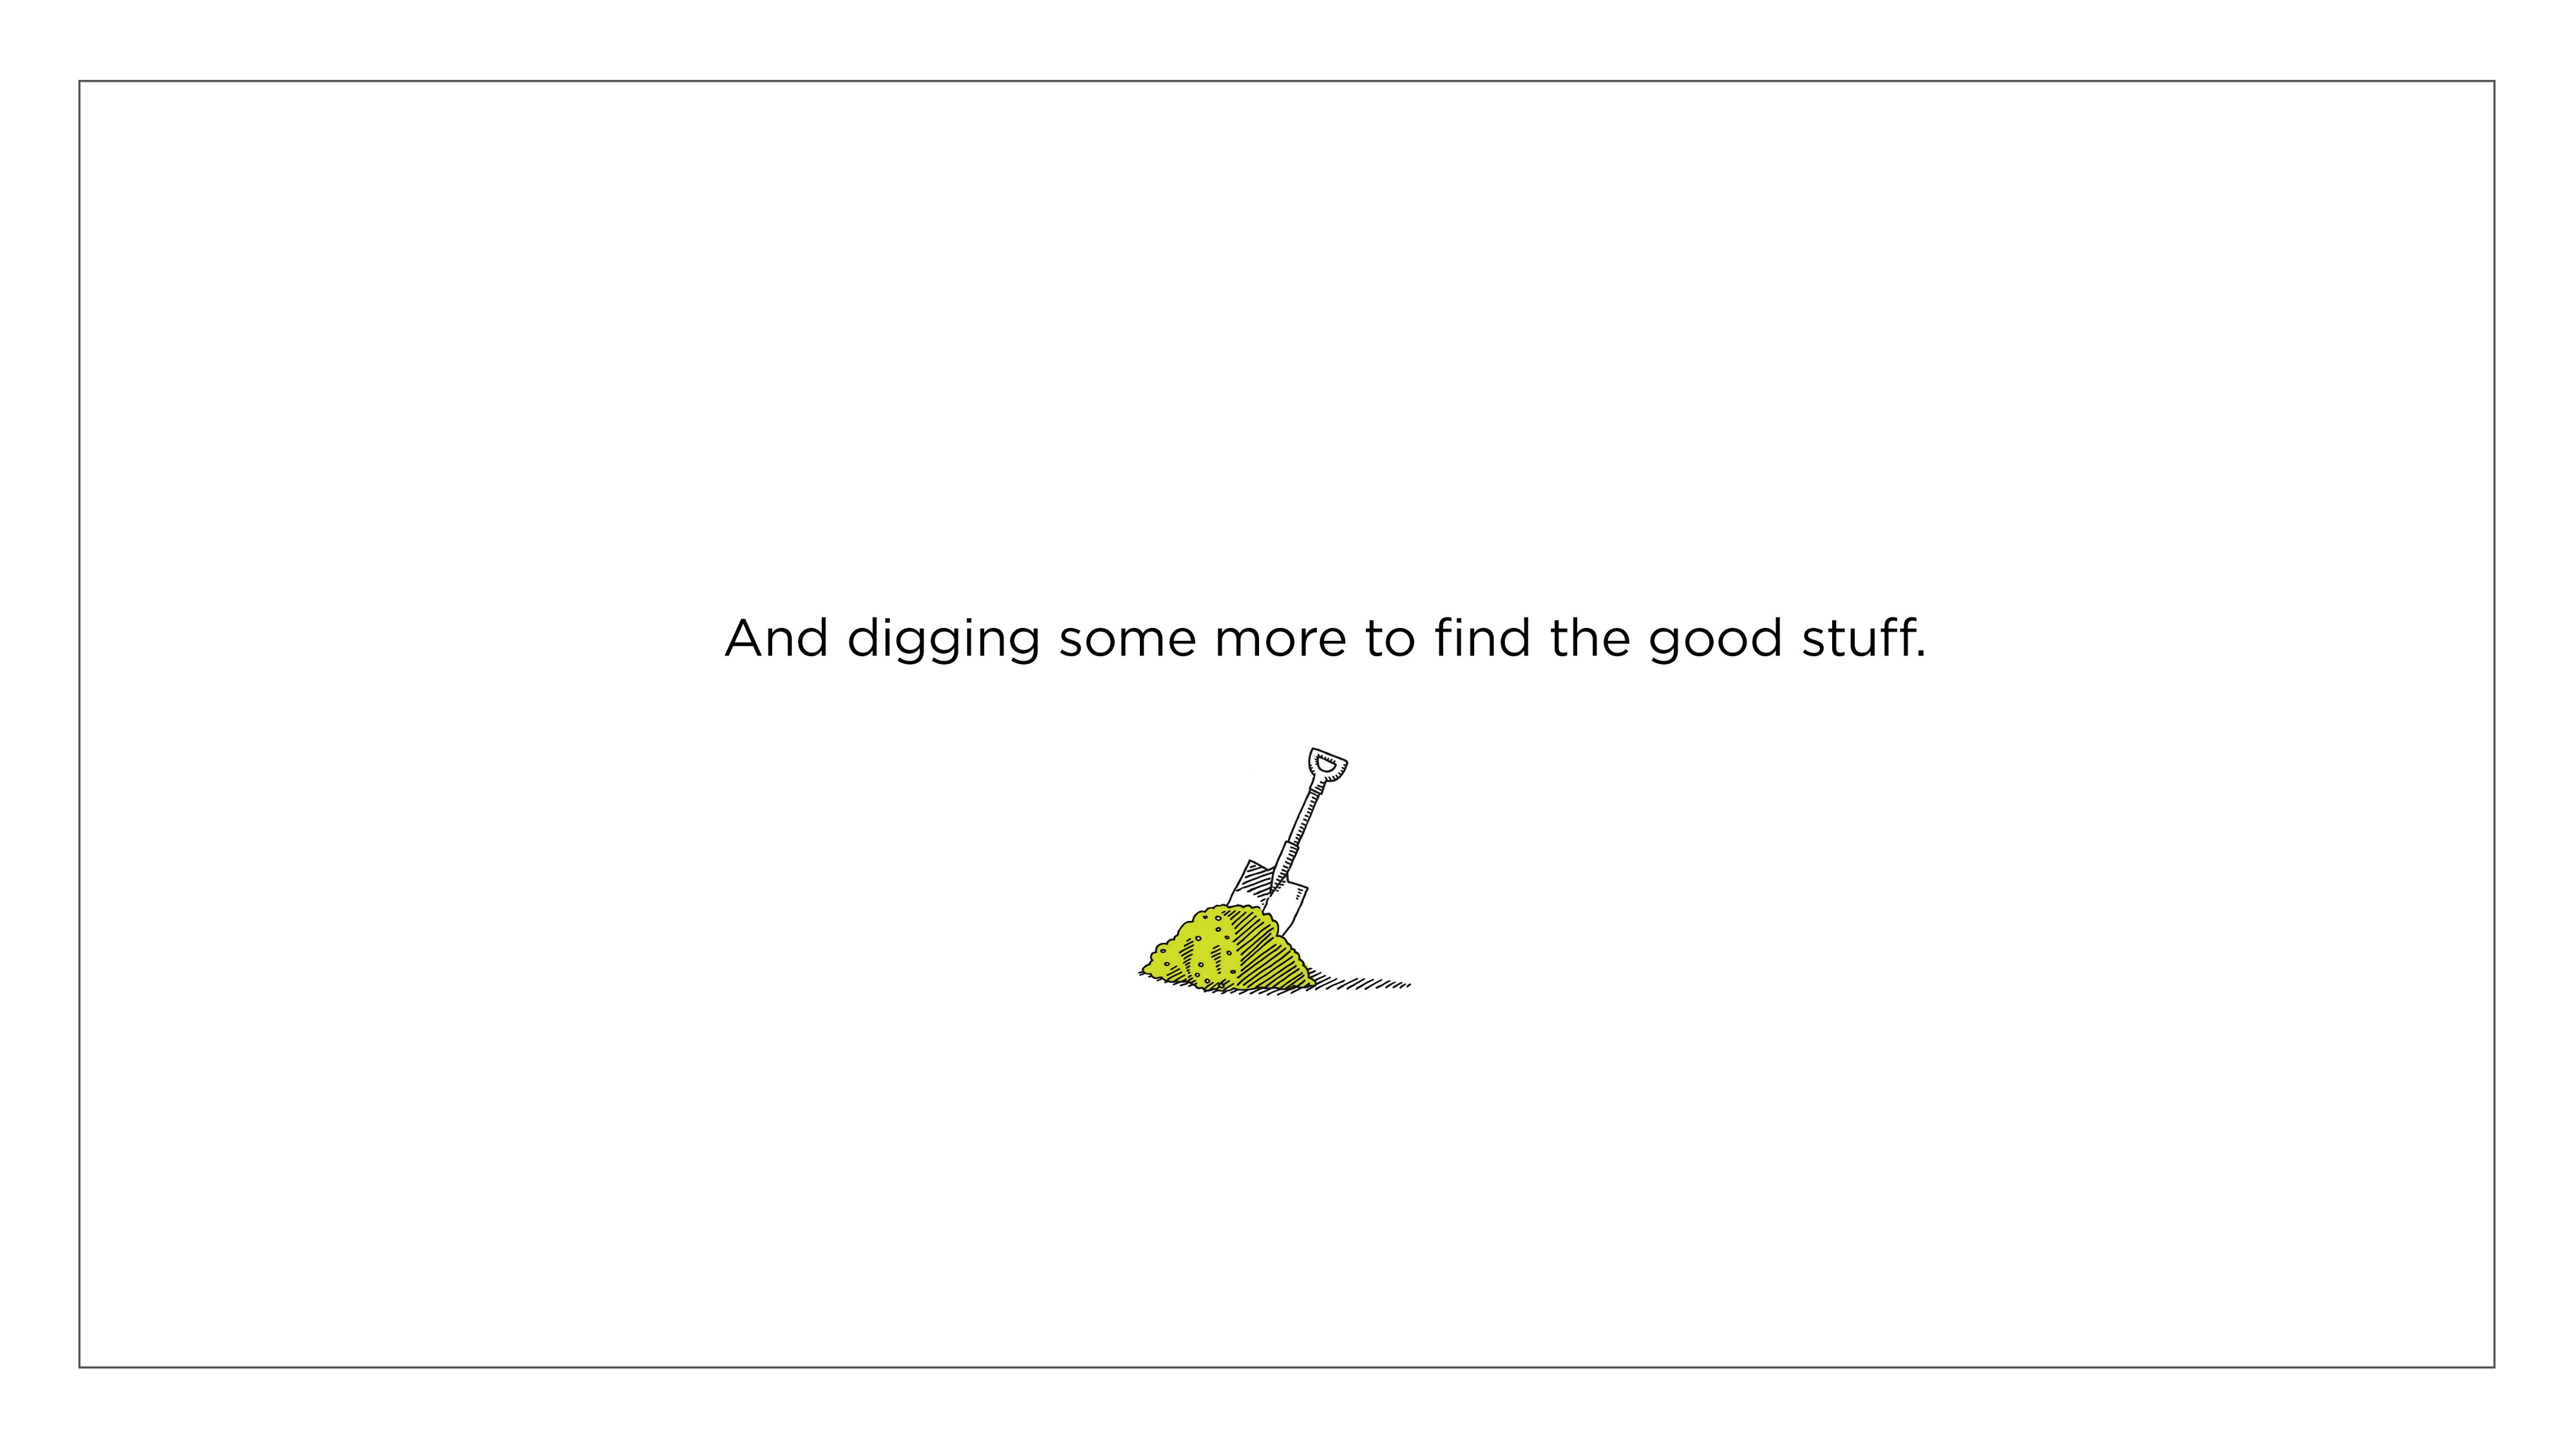 And digging some more to find the good stuff.